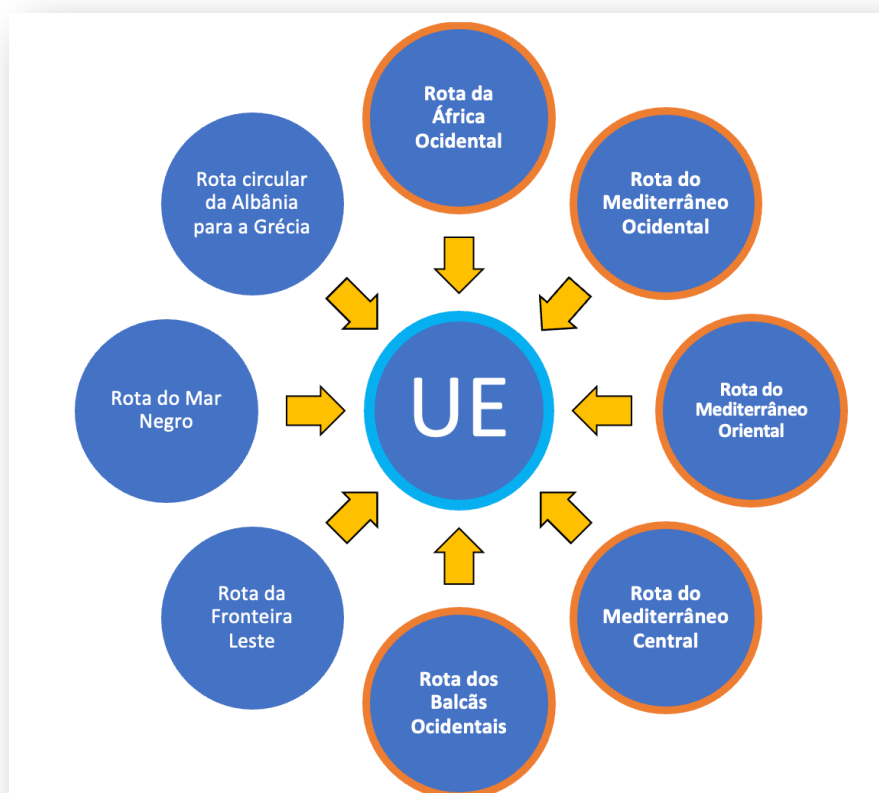 Rota da
África
Ocidental
Rota do
Mediterrâneo
Ocidental
Rota do
Mediterrâneo
Oriental
Rota do
Mediterrâneo
Central
Rota dos
Balcãs
Ocidentais
Rota da
Fronteira
Leste
Rota do Mar
Negro
Rota circular
da Albânia
para a Grécia
UE